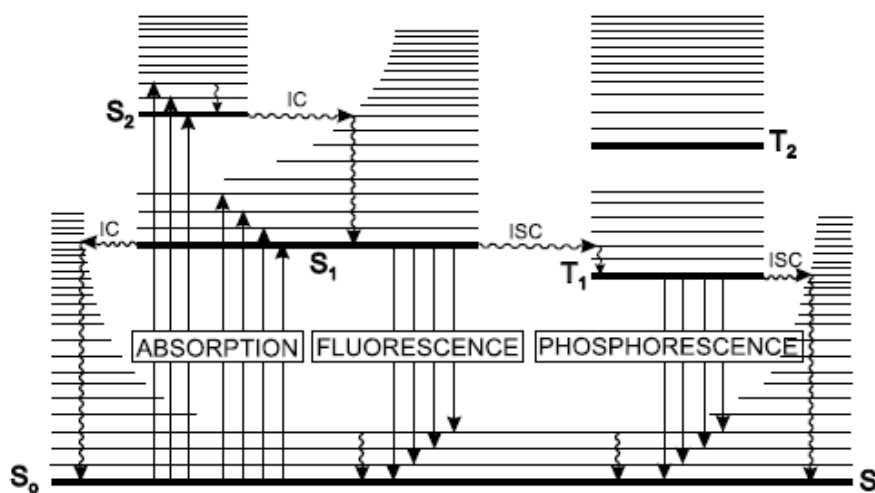 S₂
IC
T₂
IC
S₁
ISC
T₁
ISC
ABSORPTION
FLUORESCENCE
PHOSPHORESCENCE
S₀
S